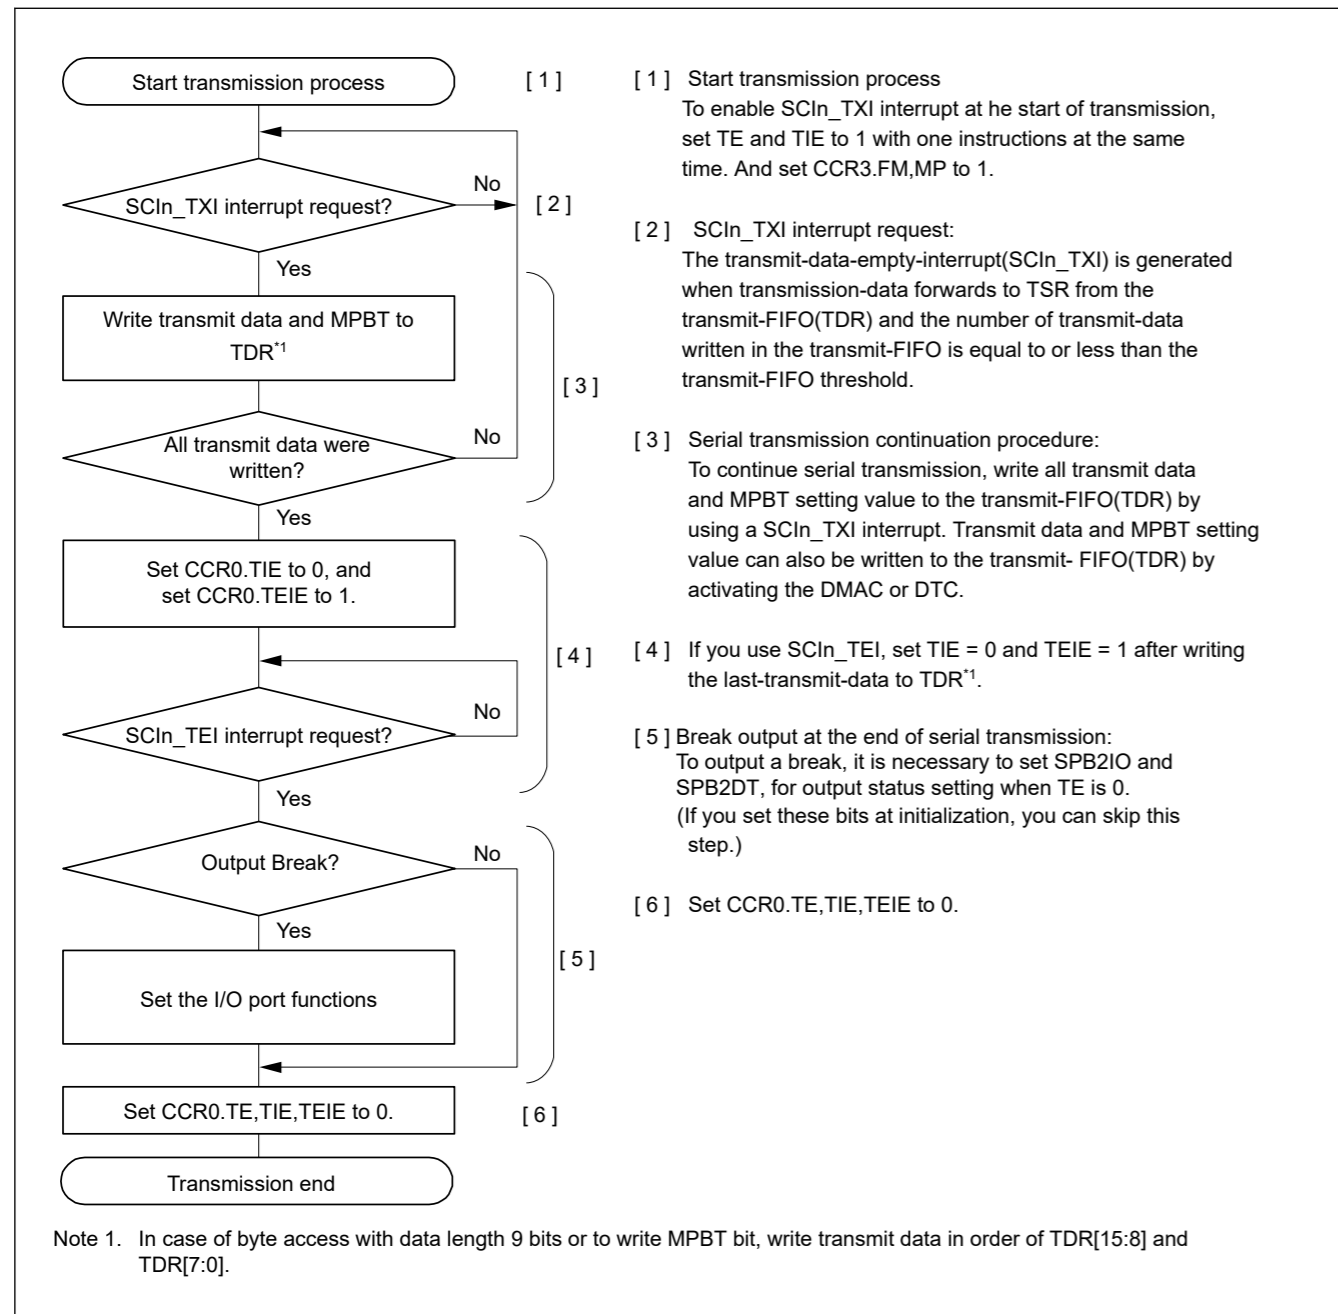 Start transmission process
[ 1 ]
SCIn_TXI interrupt request?
No
[ 2 ]
Yes
Write transmit data and MPBT to
TDR*1
[ 3 ]
All transmit data were
written?
No
Yes
Set CCR0.TIE to 0, and
set CCR0.TEIE to 1.
[ 4 ]
SCIn_TEI interrupt request?
No
Yes
Output Break?
No
Yes
[ 5 ]
Set the I/O port functions
Set CCR0.TE,TIE,TEIE to 0.
[ 6 ]
Transmission end
[ 1 ] Start transmission process
To enable SCIn_TXI interrupt at he start of transmission,
set TE and TIE to 1 with one instructions at the same
time. And set CCR3.FM,MP to 1.
[ 2 ] SCIn_TXI interrupt request:
The transmit-data-empty-interrupt(SCIn_TXI) is generated
when transmission-data forwards to TSR from the
transmit-FIFO(TDR) and the number of transmit-data
written in the transmit-FIFO is equal to or less than the
transmit-FIFO threshold.
[ 3 ] Serial transmission continuation procedure:
To continue serial transmission, write all transmit data
and MPBT setting value to the transmit-FIFO(TDR) by
using a SCIn_TXI interrupt. Transmit data and MPBT setting
value can also be written to the transmit- FIFO(TDR) by
activating the DMAC or DTC.
[ 4 ] If you use SCIn_TEI, set TIE = 0 and TEIE = 1 after writing
the last-transmit-data to TDR*1.
[ 5 ] Break output at the end of serial transmission:
To output a break, it is necessary to set SPB2IO and
SPB2DT, for output status setting when TE is 0.
(If you set these bits at initialization, you can skip this
step.)
[ 6 ] Set CCR0.TE,TIE,TEIE to 0.
Note 1. In case of byte access with data length 9 bits or to write MPBT bit, write transmit data in order of TDR[15:8] and
TDR[7:0].